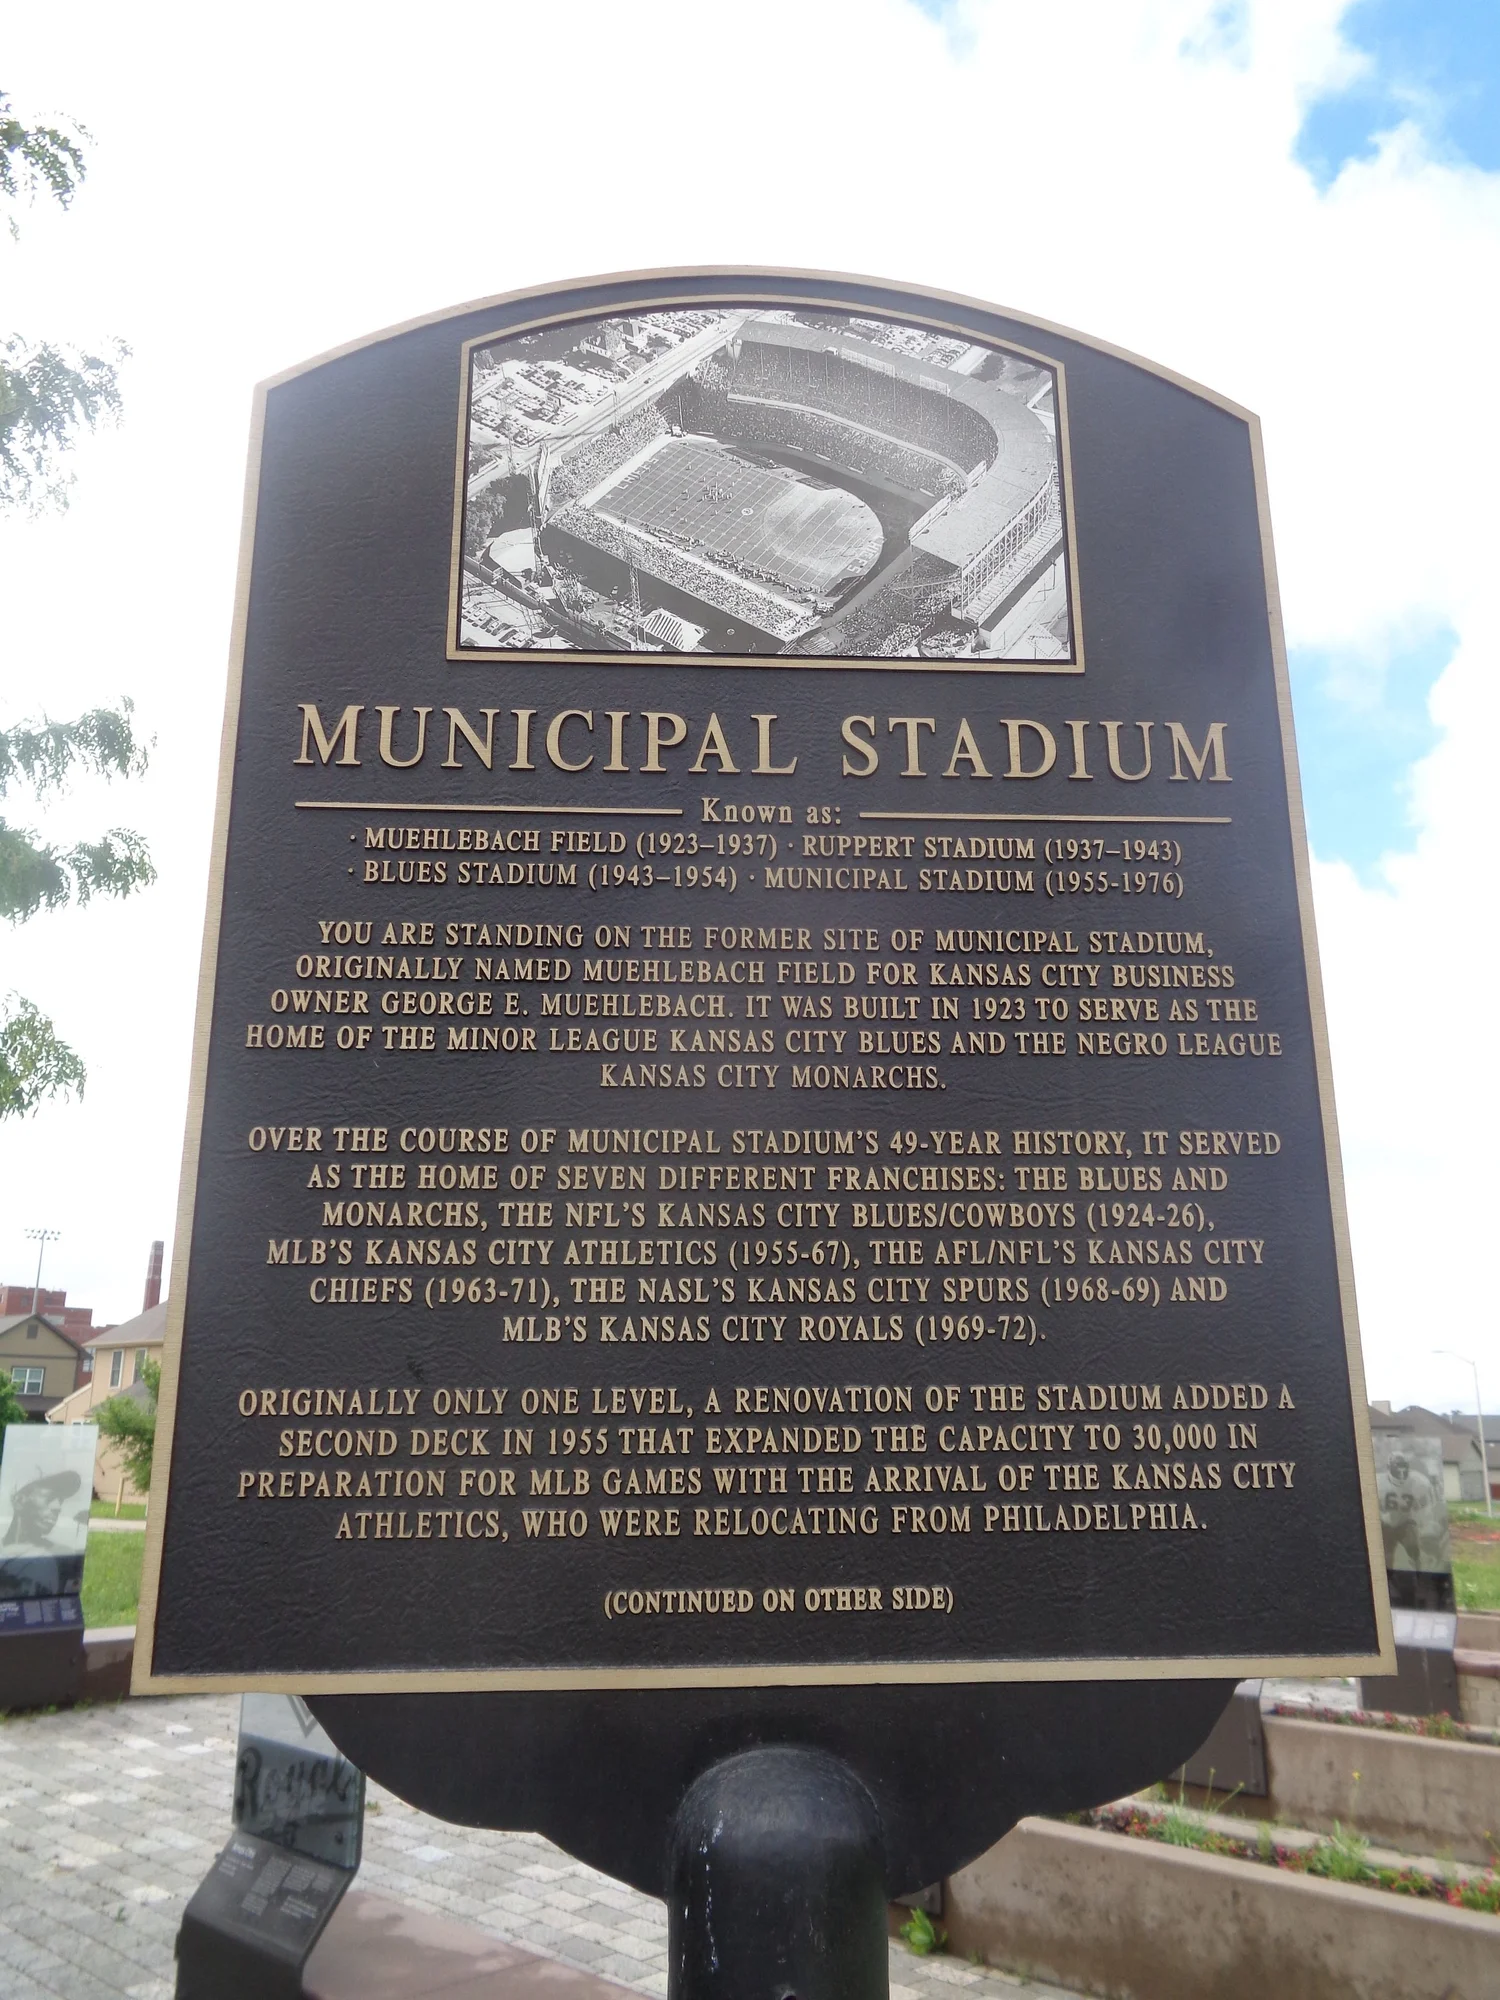 MUNICIPAL STADIUM
Known as:
· MUEHLEBACH FIELD (1923–1937) · RUPPERT STADIUM (1937–1943)
· BLUES STADIUM (1943–1954) · MUNICIPAL STADIUM (1955-1976)
YOU ARE STANDING ON THE FORMER SITE OF MUNICIPAL STADIUM,
ORIGINALLY NAMED MUEHLEBACH FIELD FOR KANSAS CITY BUSINESS
OWNER GEORGE E. MUEHLEBACH. IT WAS BUILT IN 1923 TO SERVE AS THE
HOME OF THE MINOR LEAGUE KANSAS CITY BLUES AND THE NEGRO LEAGUE
KANSAS CITY MONARCHS.
OVER THE COURSE OF MUNICIPAL STADIUM'S 49-YEAR HISTORY, IT SERVED
AS THE HOME OF SEVEN DIFFERENT FRANCHISES: THE BLUES AND
MONARCHS, THE NFL'S KANSAS CITY BLUES/COWBOYS (1924-26),
MLB'S KANSAS CITY ATHLETICS (1955-67), THE AFL/NFL'S KANSAS CITY
CHIEFS (1963-71), THE NASL'S KANSAS CITY SPURS (1968-69) AND
MLB'S KANSAS CITY ROYALS (1969-72).
ORIGINALLY ONLY ONE LEVEL, A RENOVATION OF THE STADIUM ADDED A
SECOND DECK IN 1955 THAT EXPANDED THE CAPACITY TO 30,000 IN
PREPARATION FOR MLB GAMES WITH THE ARRIVAL OF THE KANSAS CITY
ATHLETICS, WHO WERE RELOCATING FROM PHILADELPHIA.
(CONTINUED ON OTHER SIDE)
Royals
63